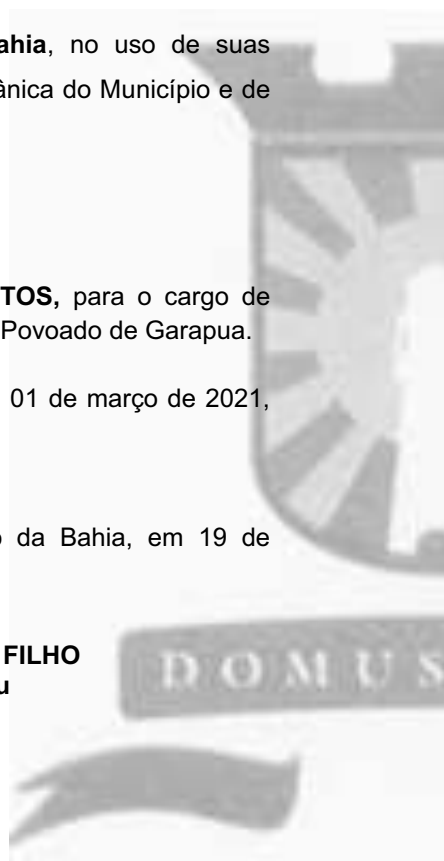 ahia, no uso de suas
ânica do Município e de
TOS, para o cargo de
Povoado de Garapua.
01 de março de 2021,
o da Bahia, em 19 de
FILHO
u
DOMUS